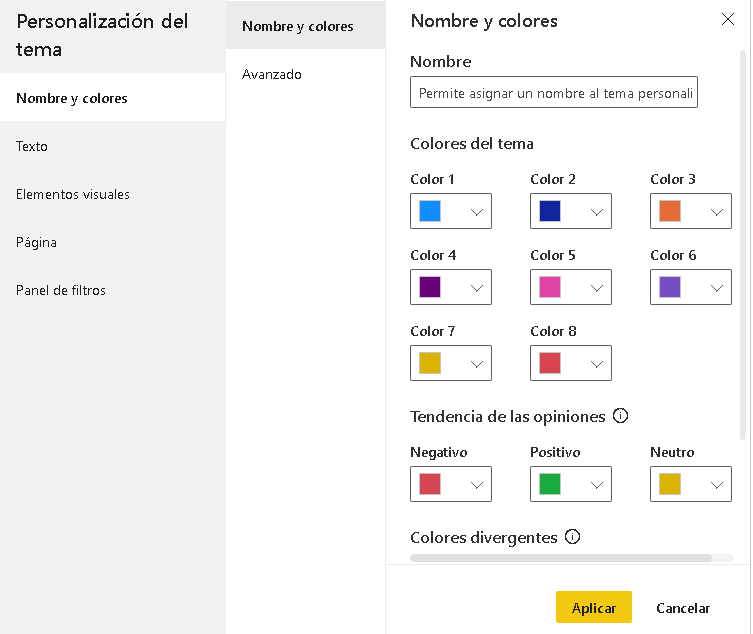 Personalización del
tema
Nombre y colores
Texto
Elementos visuales
Página
Panel de filtros
Nombre y colores
Avanzado
Nombre y colores
Nombre
Permite asignar un nombre al tema personali
Colores del tema
Color 1 Color 2 Color 3
Color 4 Color 5 Color 6
Color 7 Color 8
Tendencia de las opiniones
Negativo Positivo Neutro
Colores divergentes
Aplicar Cancelar